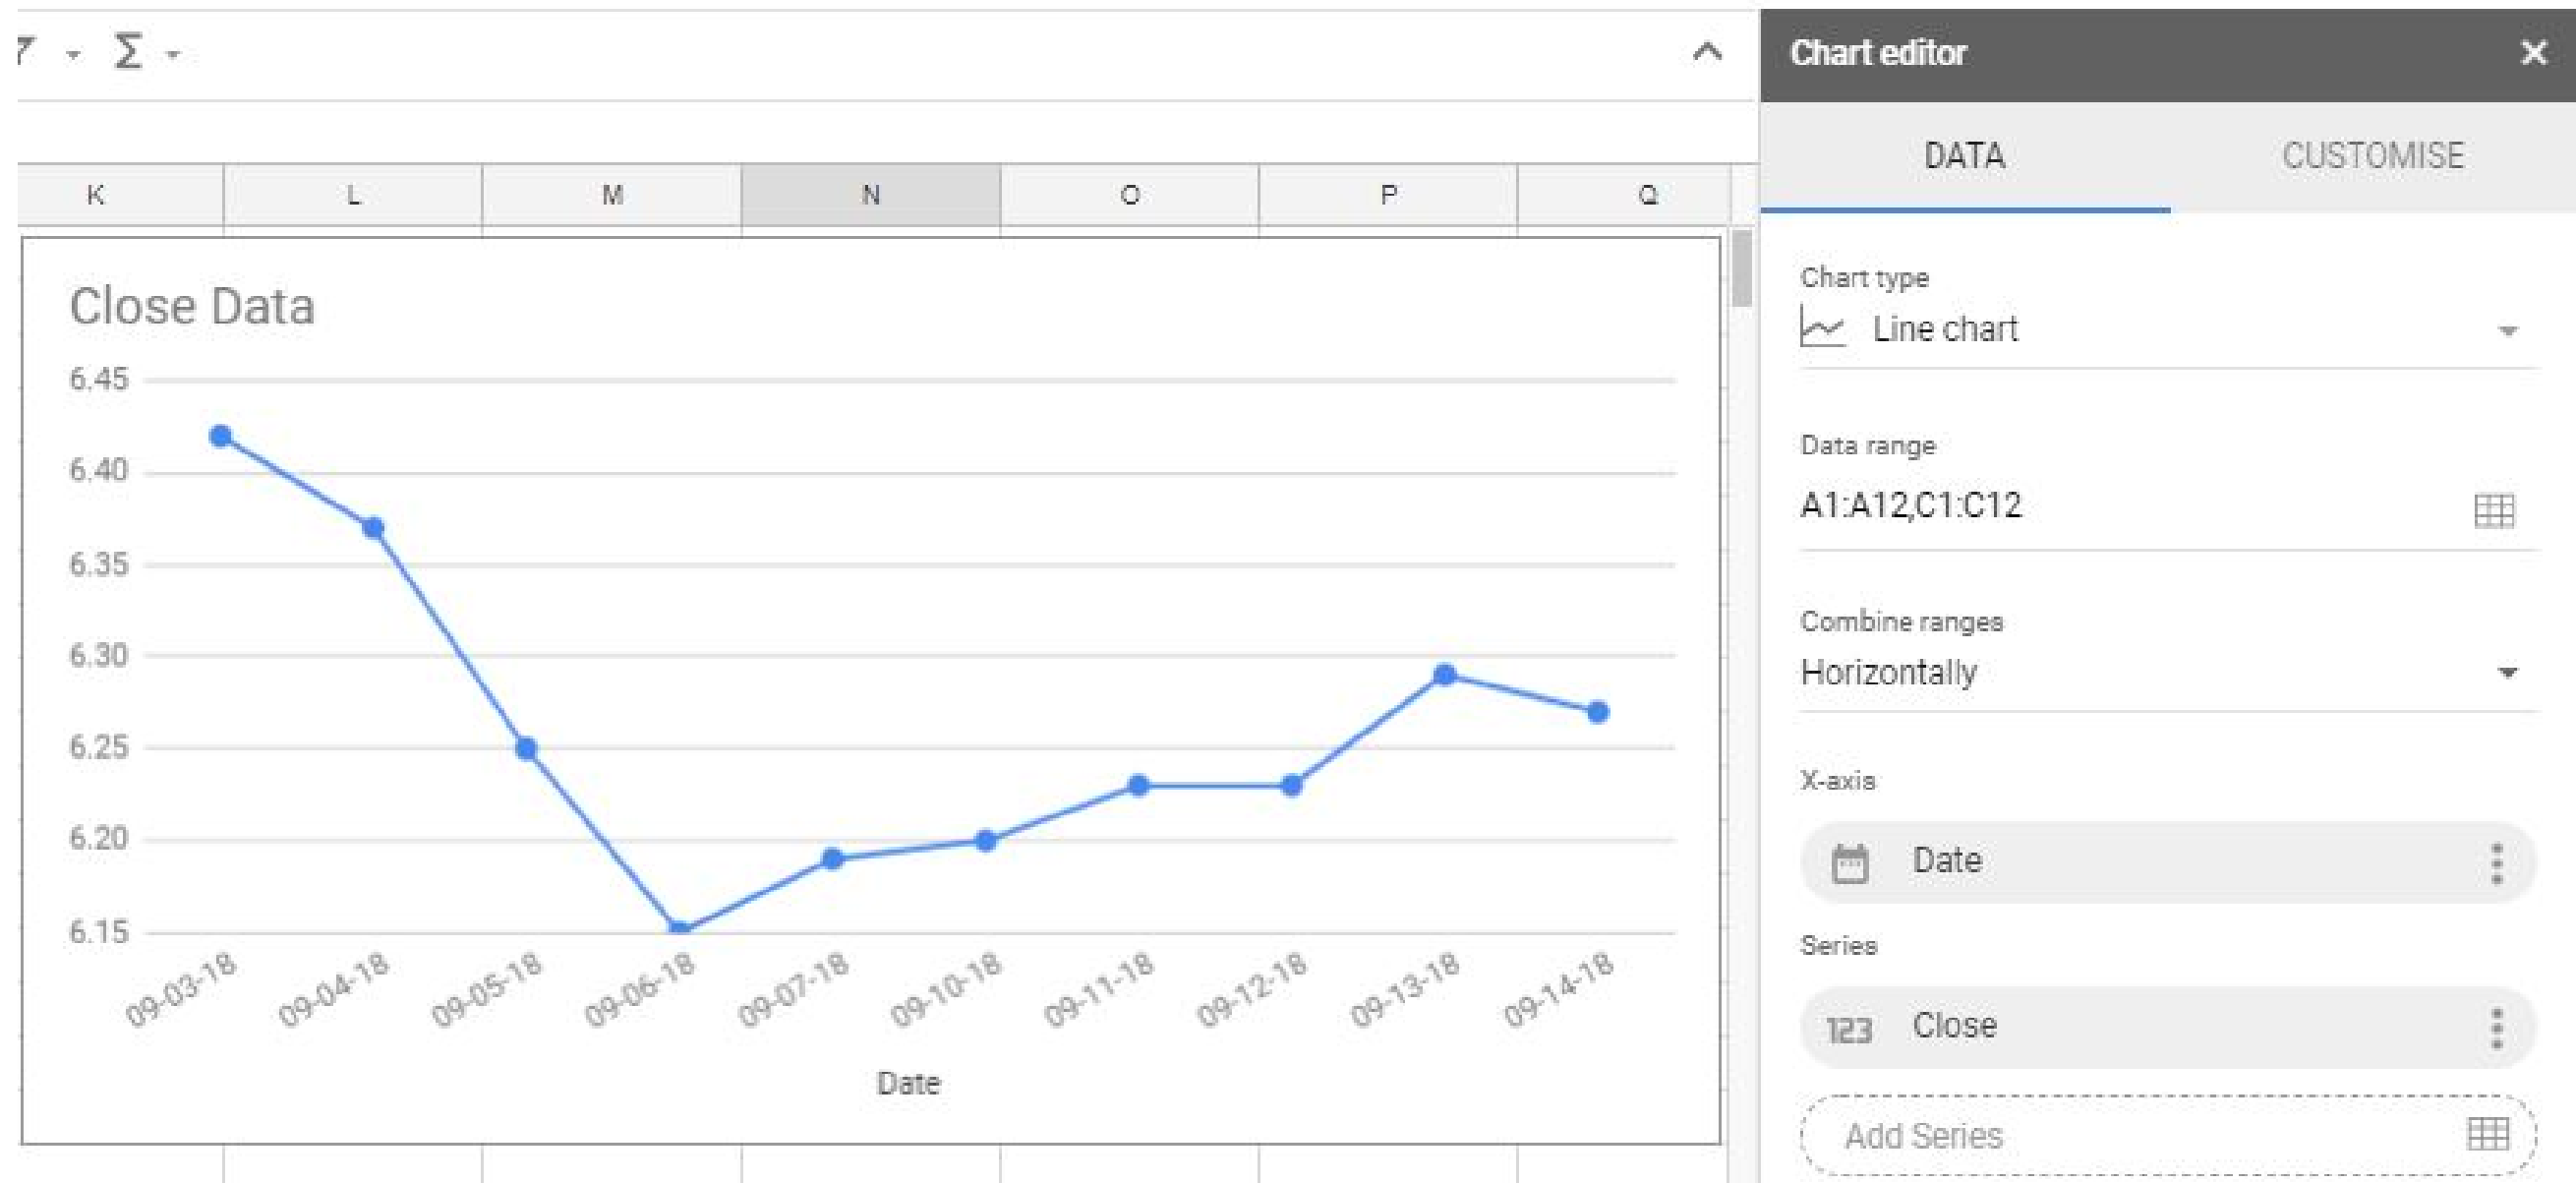 Σ
Chart editor
DATA CUSTOMISE
K L M N O P Q
Close Data
6.45
6.40
6.35
6.30
6.25
6.20
6.15
09-03-18 09-04-18 09-05-18 09-06-18 09-07-18 09-10-18 09-11-18 09-12-18 09-13-18 09-14-18
Date
Chart type
Line chart
Data range
A1:A12,C1:C12
Combine ranges
Horizontally
X-axis
Date
Series
123 Close
Add Series